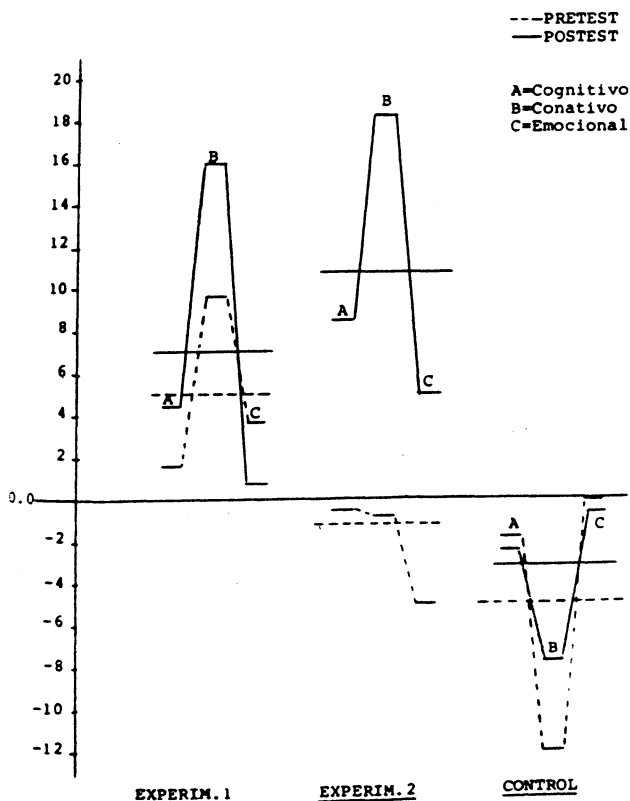 ---PRETEST
—POSTEST
A=Cognitivo
B=Conativo
C=Emocional
20
18
16
14
12
10
8
6
4
2
0.0
-2
-4
-6
-8
-10
-12
B
A
C
B
A
C
A
C
B
EXPERIM.1
EXPERIM.2
CONTROL